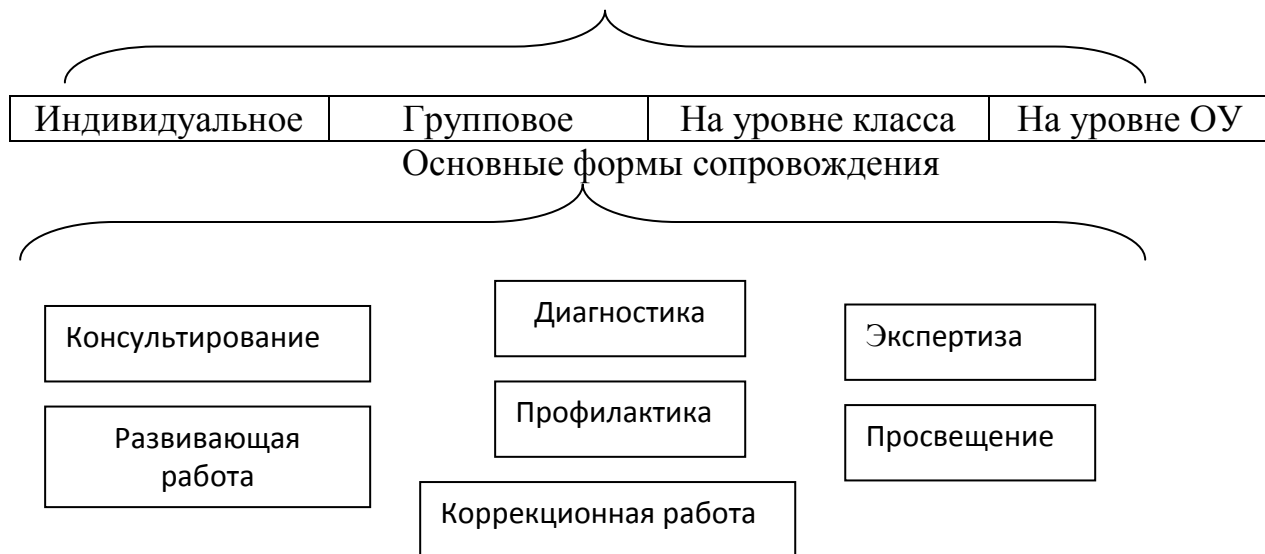 Индивидуальное Групповое На уровне класса На уровне ОУ
Основные формы сопровождения
Консультирование
Диагностика
Экспертиза
Развивающая
работа
Профилактика
Просвещение
Коррекционная работа